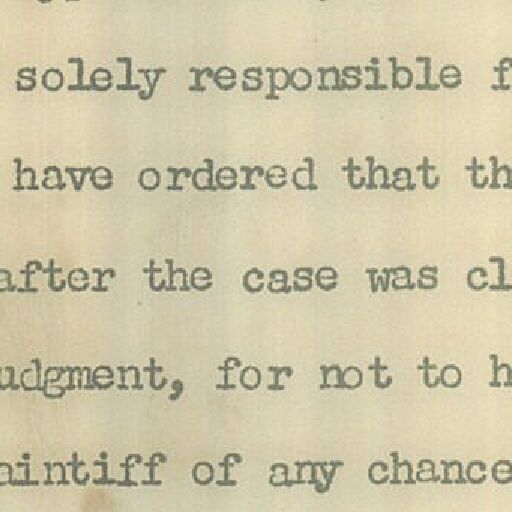 solely responsible f
have ordered that th
after the case was cl
udgment, for not to h
aintiff of any chance